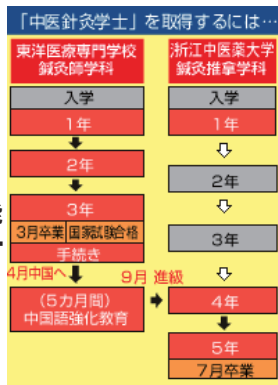 「中医針灸学士」を取得するには…
東洋医療専門学校
鍼灸師学科
入学
1年
2年
3年
3月卒業 国家試験合格
手続き
4月中国へ
(5カ月間)
中国語強化教育
浙江中医薬大学
鍼灸推拿学科
入学
1年
2年
3年
9月 進級
4年
5年
7月卒業